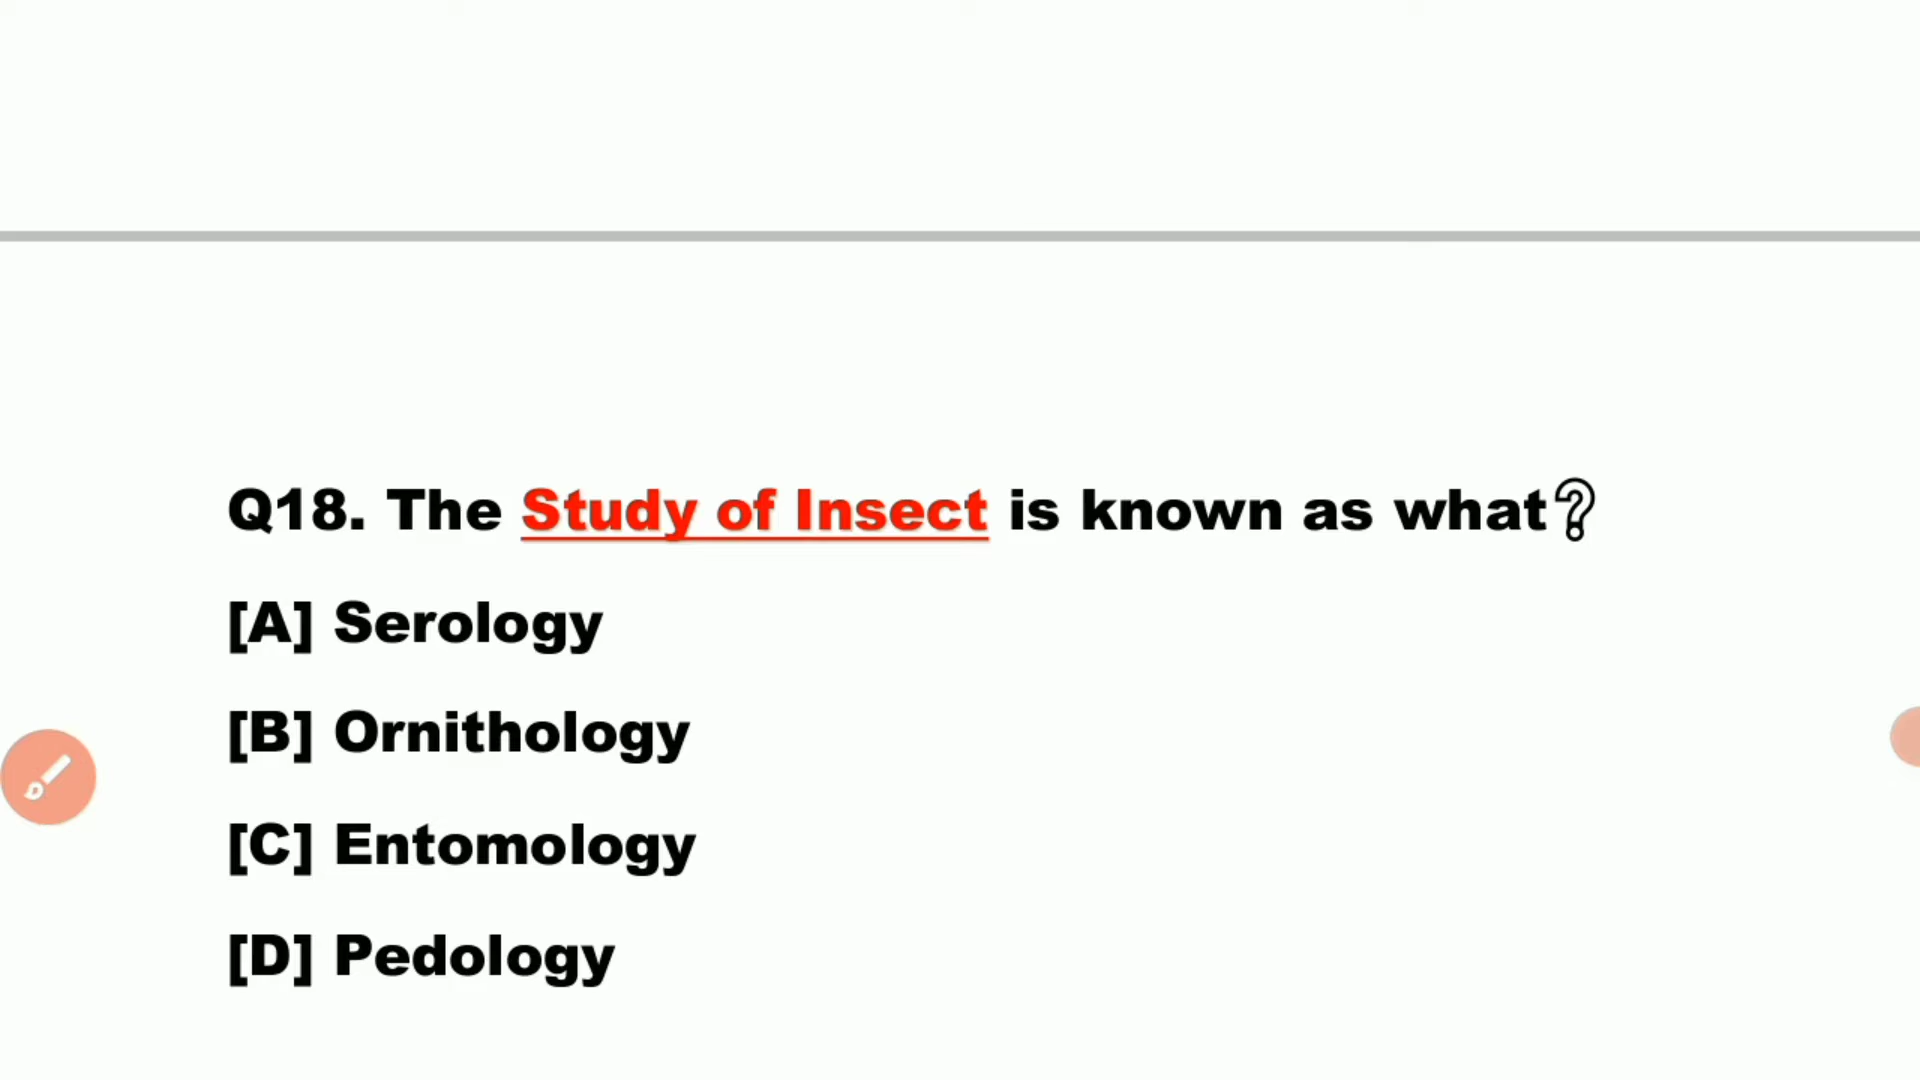 Q18. The Study of Insect is known as what?
[A] Serology
[B] Ornithology
[C] Entomology
[D] Pedology